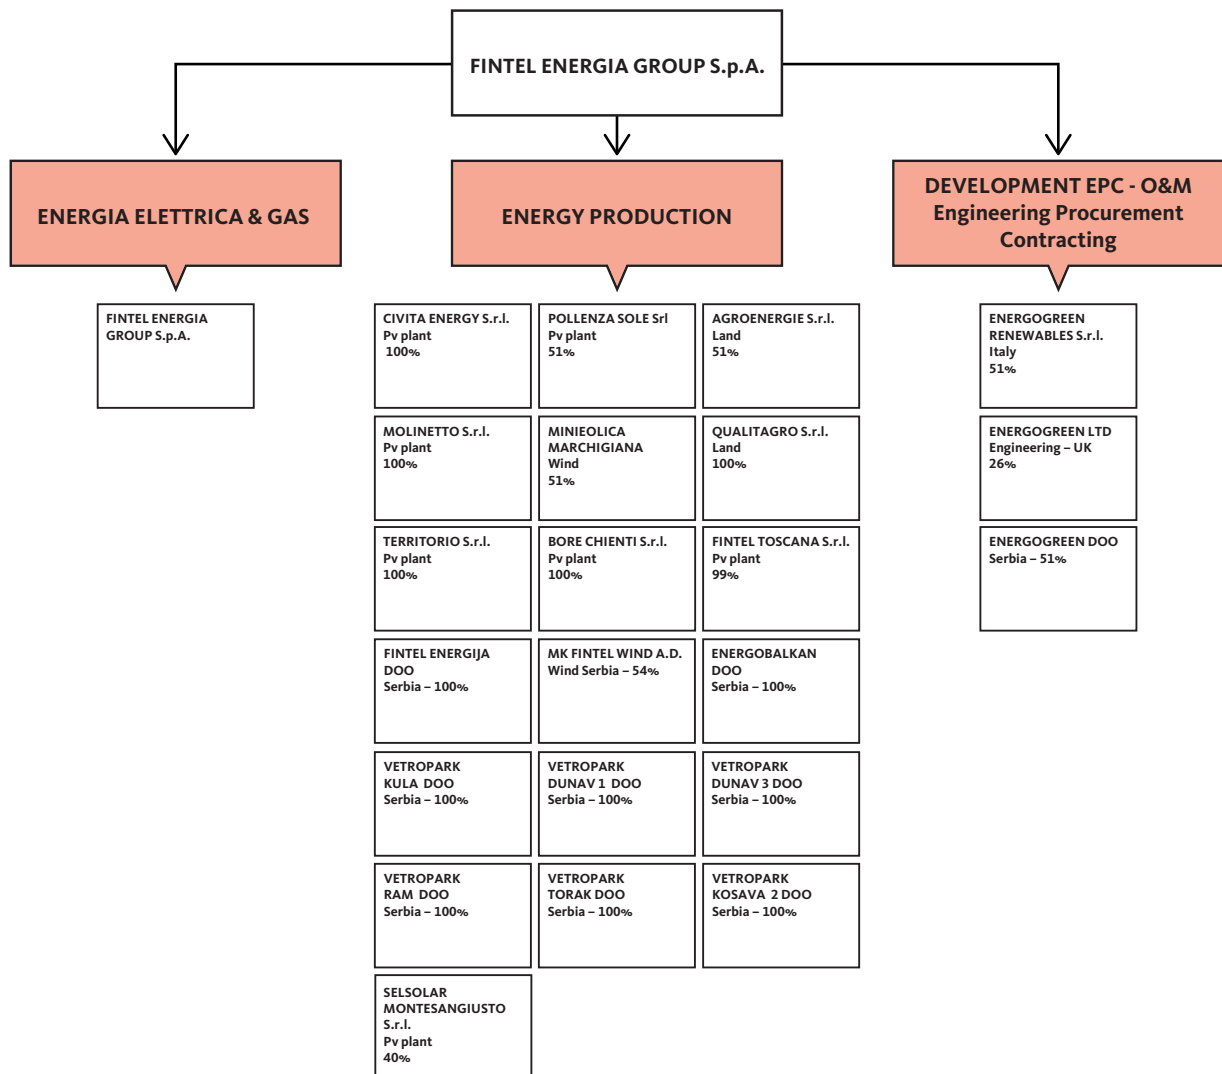 FINTEL ENERGIA GROUP S.p.A.
ENERGIA ELETTRICA & GAS
ENERGY PRODUCTION
DEVELOPMENT EPC - O&M
Engineering Procurement
Contracting
FINTEL ENERGIA
GROUP S.p.A.
CIVITA ENERGY S.r.l.
Pv plant
100%
POLLENZA SOLE Srl
Pv plant
51%
AGROENERGIE S.r.l.
Land
51%
ENERGOGREEN
RENEWABLES S.r.l.
Italy
51%
MOLINETTO S.r.l.
Pv plant
100%
MINIEOLICA
MARCHIGIANA
Wind
51%
QUALITAGRO S.r.l.
Land
100%
ENERGOGREEN LTD
Engineering – UK
26%
TERRITORIO S.r.l.
Pv plant
100%
BORE CHIENTI S.r.l.
Pv plant
100%
FINTEL TOSCANA S.r.l.
Pv plant
99%
ENERGOGREEN DOO
Serbia – 51%
FINTEL ENERGIJA
DOO
Serbia – 100%
MK FINTEL WIND A.D.
Wind Serbia – 54%
ENERGOBALKAN
DOO
Serbia – 100%
VETROPARK
KULA DOO
Serbia – 100%
VETROPARK
DUNAV 1 DOO
Serbia – 100%
VETROPARK
DUNAV 3 DOO
Serbia – 100%
VETROPARK
RAM DOO
Serbia – 100%
VETROPARK
TORAK DOO
Serbia – 100%
VETROPARK
KOSAVA 2 DOO
Serbia – 100%
SELSOLAR
MONTESANGIUSTO
S.r.l.
Pv plant
40%